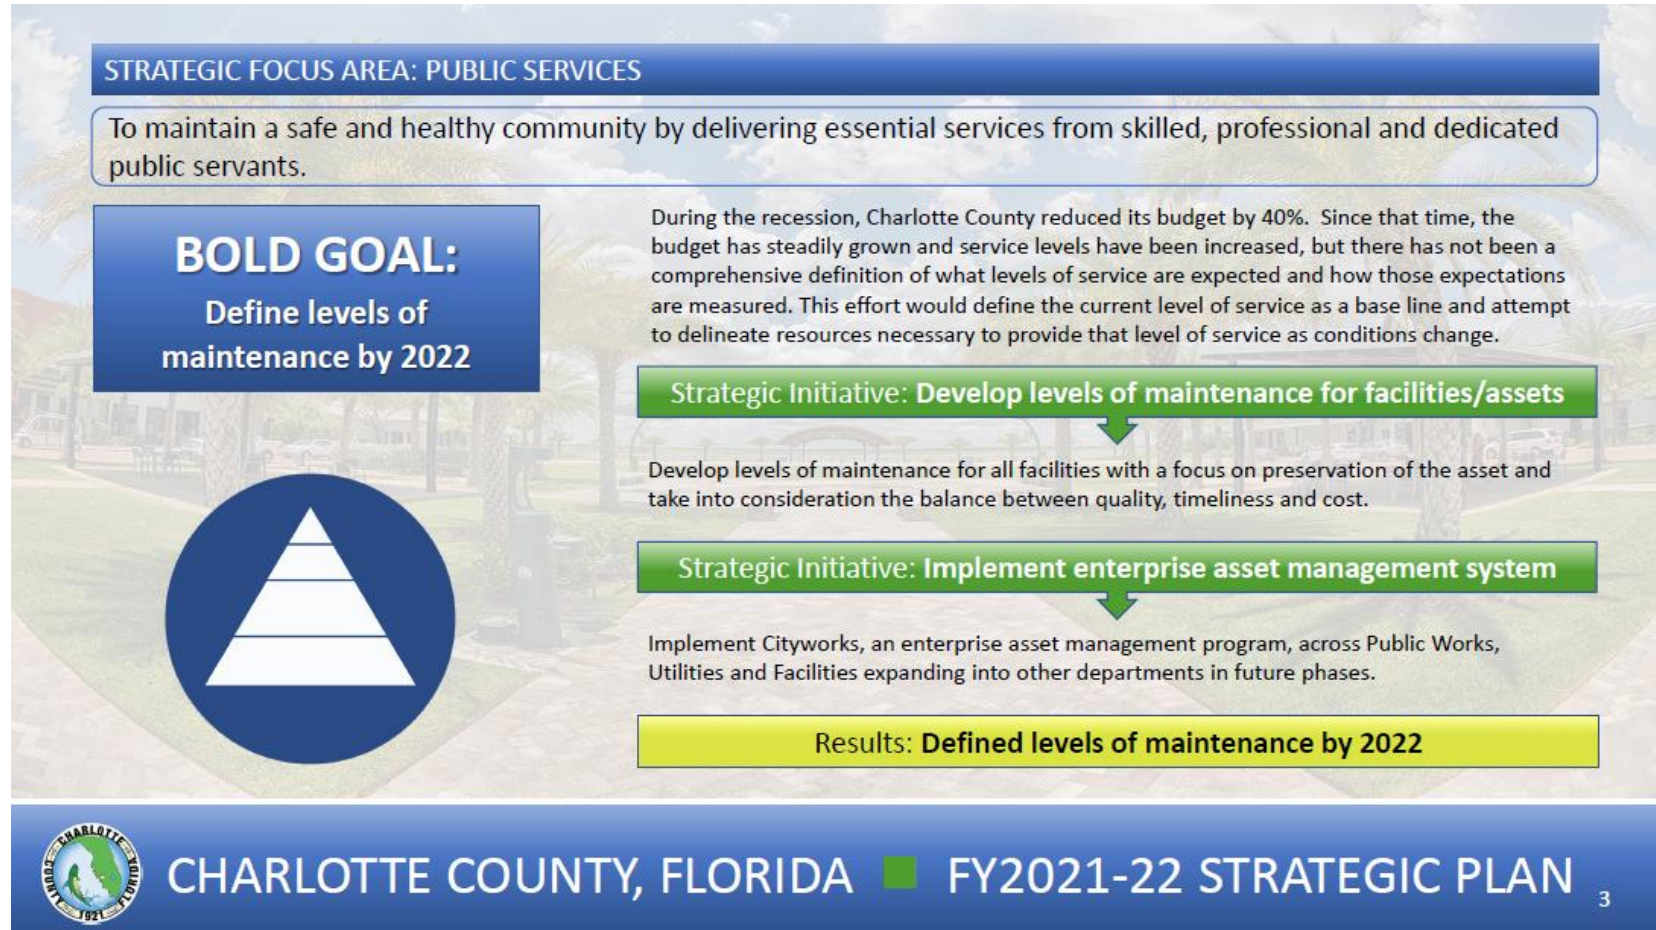 STRATEGIC FOCUS AREA: PUBLIC SERVICES
To maintain a safe and healthy community by delivering essential services from skilled, professional and dedicated
public servants.
BOLD GOAL:
Define levels of
maintenance by 2022
During the recession, Charlotte County reduced its budget by 40%. Since that time, the
budget has steadily grown and service levels have been increased, but there has not been a
comprehensive definition of what levels of service are expected and how those expectations
are measured. This effort would define the current level of service as a base line and attempt
to delineate resources necessary to provide that level of service as conditions change.
Strategic Initiative: Develop levels of maintenance for facilities/assets
Develop levels of maintenance for all facilities with a focus on preservation of the asset and
take into consideration the balance between quality, timeliness and cost.
Strategic Initiative: Implement enterprise asset management system
Implement Cityworks, an enterprise asset management program, across Public Works,
Utilities and Facilities expanding into other departments in future phases.
Results: Defined levels of maintenance by 2022
CHARLOTTE COUNTY FLORIDA 1921
CHARLOTTE COUNTY, FLORIDA FY2021-22 STRATEGIC PLAN
3